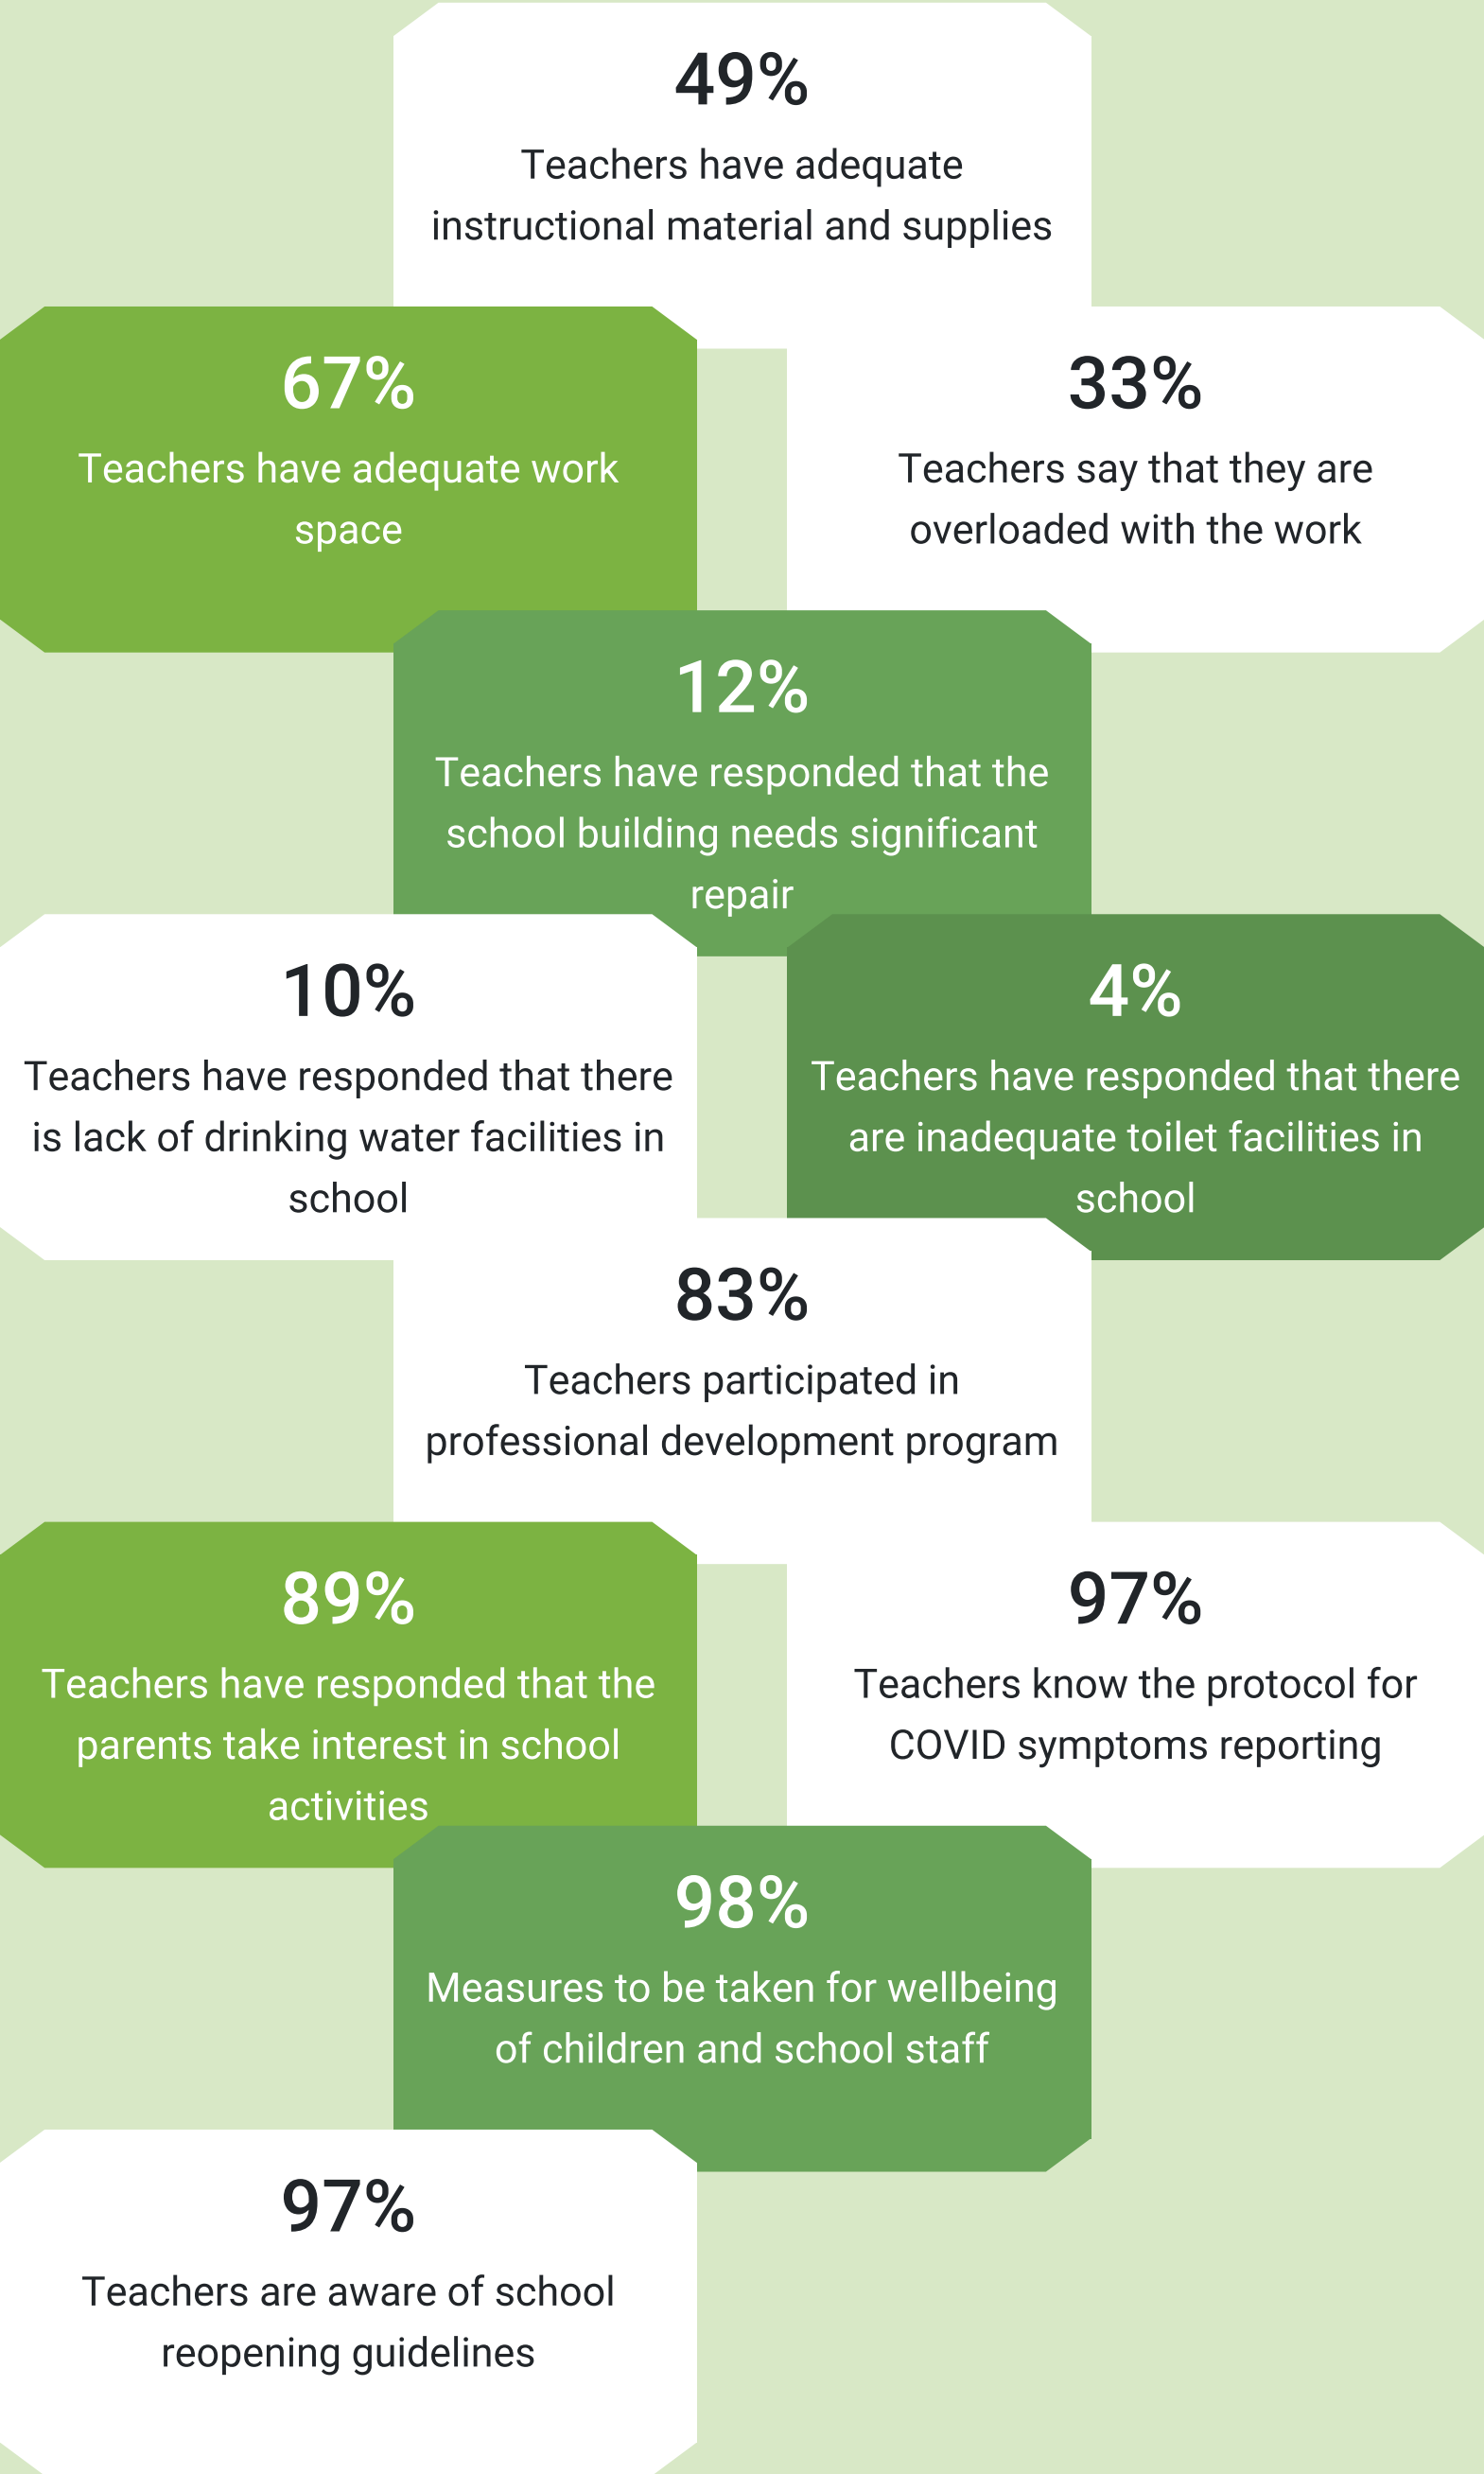 49%
Teachers have adequate
instructional material and supplies
67%
Teachers have adequate work
space
33%
Teachers say that they are
overloaded with the work
12%
Teachers have responded that the
school building needs significant
repair
10%
Teachers have responded that there
is lack of drinking water facilities in
school
4%
Teachers have responded that there
are inadequate toilet facilities in
school
83%
Teachers participated in
professional development program
89%
Teachers have responded that the
parents take interest in school
activities
97%
Teachers know the protocol for
COVID symptoms reporting
98%
Measures to be taken for wellbeing
of children and school staff
97%
Teachers are aware of school
reopening guidelines